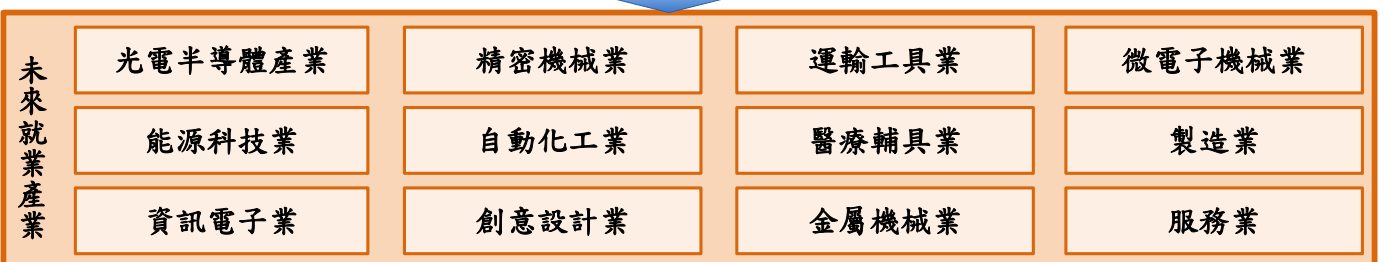 未來就業產業
光電半導體產業
精密機械業
運輸工具業
微電子機械業
能源科技業
自動化工業
醫療輔具業
製造業
資訊電子業
創意設計業
金屬機械業
服務業